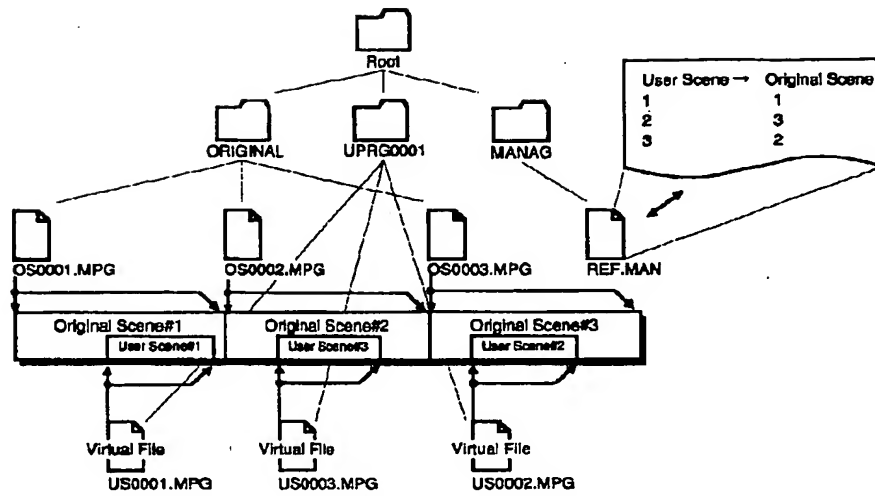 Root
User Scene → Original Scene
1 1
2 3
3 2
ORIGINAL UPRG0001 MANAG
OS0001.MPG OS0002.MPG OS0003.MPG REF.MAN
Original Scene#1 Original Scene#2 Original Scene#3
User Scene#1 User Scene#3 User Scene#2
Virtual File Virtual File Virtual File
US0001.MPG US0003.MPG US0002.MPG